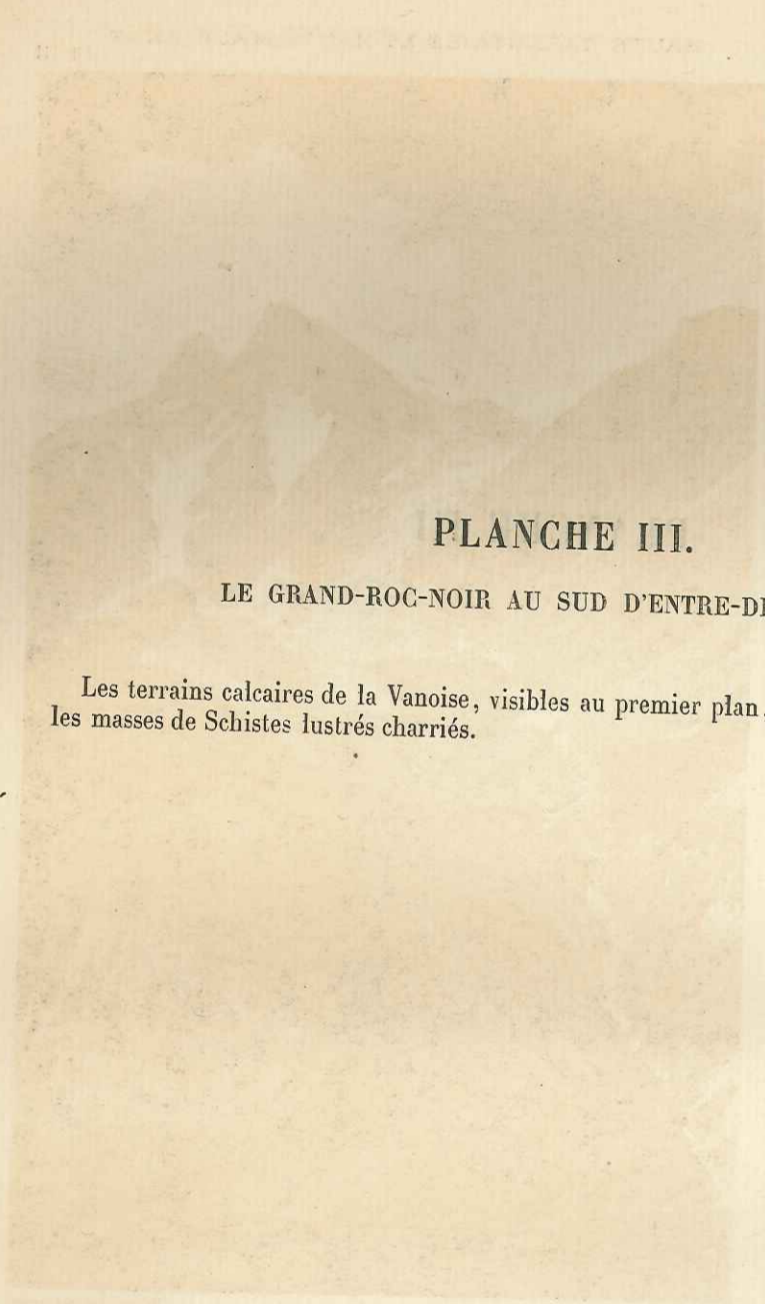 PLANCHE III.
LE GRAND-ROC-NOIR AU SUD D'ENTRE-DE
Les terrains calcaires de la Vanoise, visibles au premier plan
les masses de Schistes lustrés charriés.